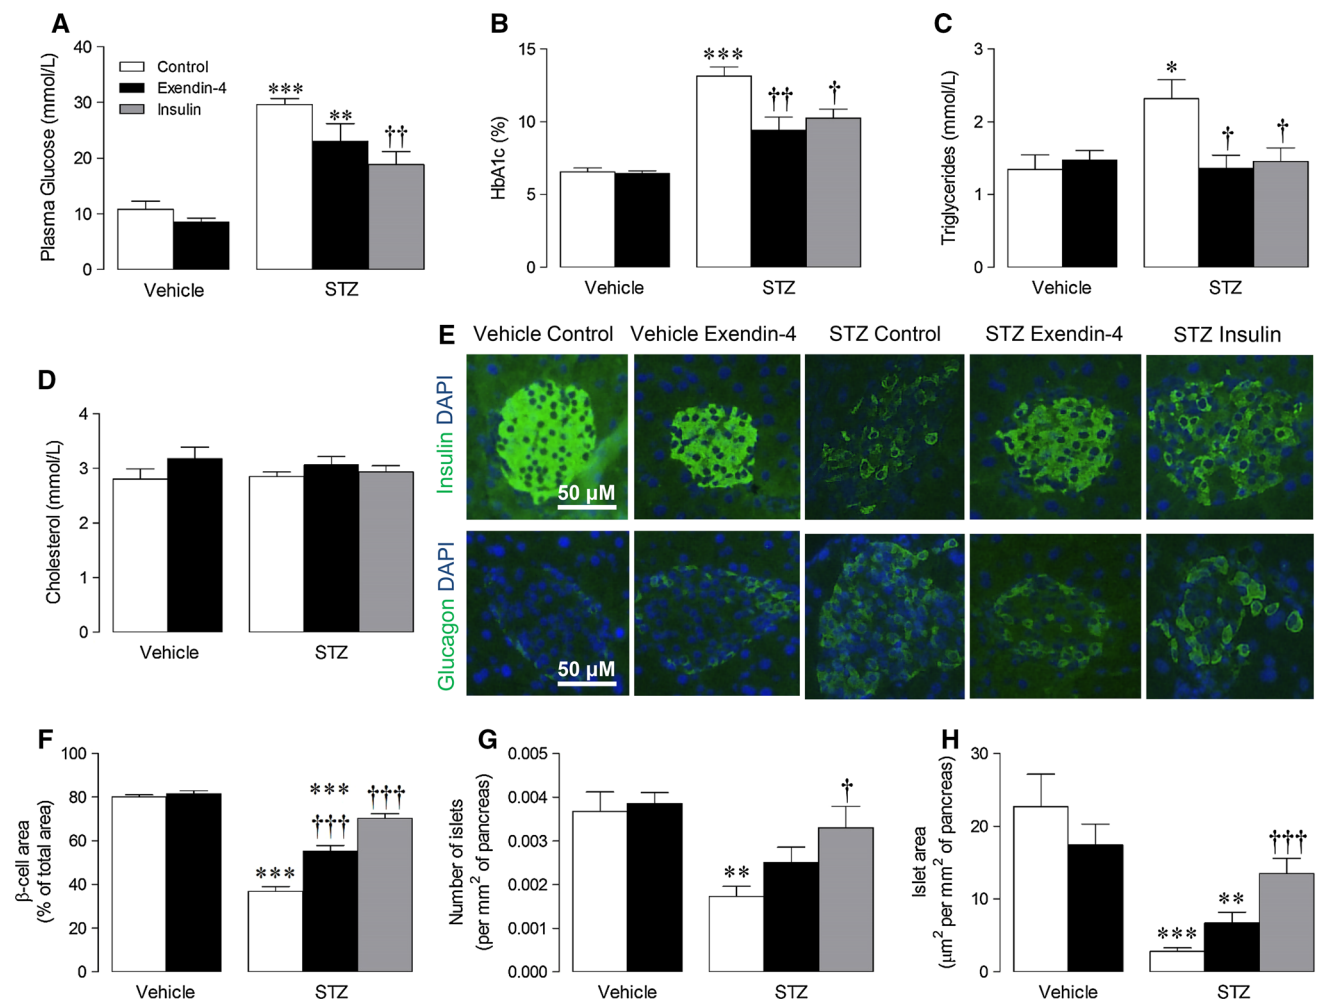 A
Plasma Glucose (mmol/L)
40
30
20
10
0
Control
Exendin-4
Insulin
***
**
††
Vehicle
STZ
B
HbA1c (%)
15
10
5
0
***
††
†
Vehicle
STZ
C
Triglycerides (mmol/L)
3
2
1
0
*
†
†
Vehicle
STZ
D
Cholesterol (mmol/L)
4
3
2
1
0
Vehicle
STZ
E
Vehicle Control
Vehicle Exendin-4
STZ Control
STZ Exendin-4
STZ Insulin
Insulin DAPI
50 µM
Glucagon DAPI
50 µM
F
β-cell area
(% of total area)
100
80
60
40
20
0
***
***
†††
†††
Vehicle
STZ
G
Number of islets
(per mm² of pancreas)
0.005
0.004
0.003
0.002
0.001
0.000
**
†
Vehicle
STZ
H
Islet area
(µm² per mm² of pancreas)
30
20
10
0
***
**
†††
Vehicle
STZ